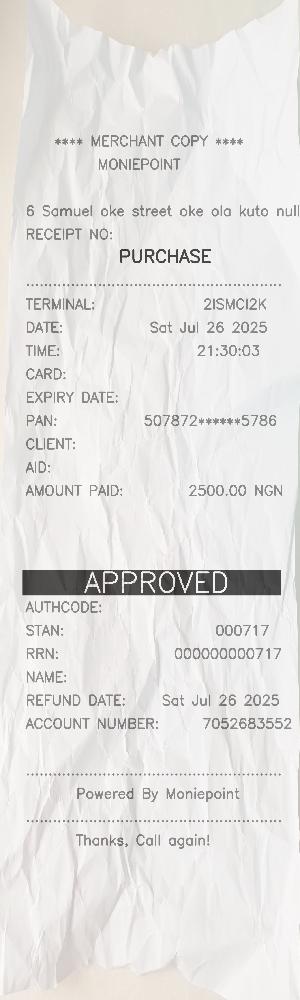 **** MERCHANT COPY ****
MONIEPOINT
6 Samuel oke street oke ola kuto null
RECEIPT NO:
PURCHASE
TERMINAL: 2ISMCI2K
DATE: Sat Jul 26 2025
TIME: 21:30:03
CARD:
EXPIRY DATE:
PAN: 507872******5786
CLIENT:
AID:
AMOUNT PAID: 2500.00 NGN
APPROVED
AUTHCODE:
STAN: 000717
RRN: 000000000717
NAME:
REFUND DATE: Sat Jul 26 2025
ACCOUNT NUMBER: 7052683552
Powered By Moniepoint
Thanks, Call again!